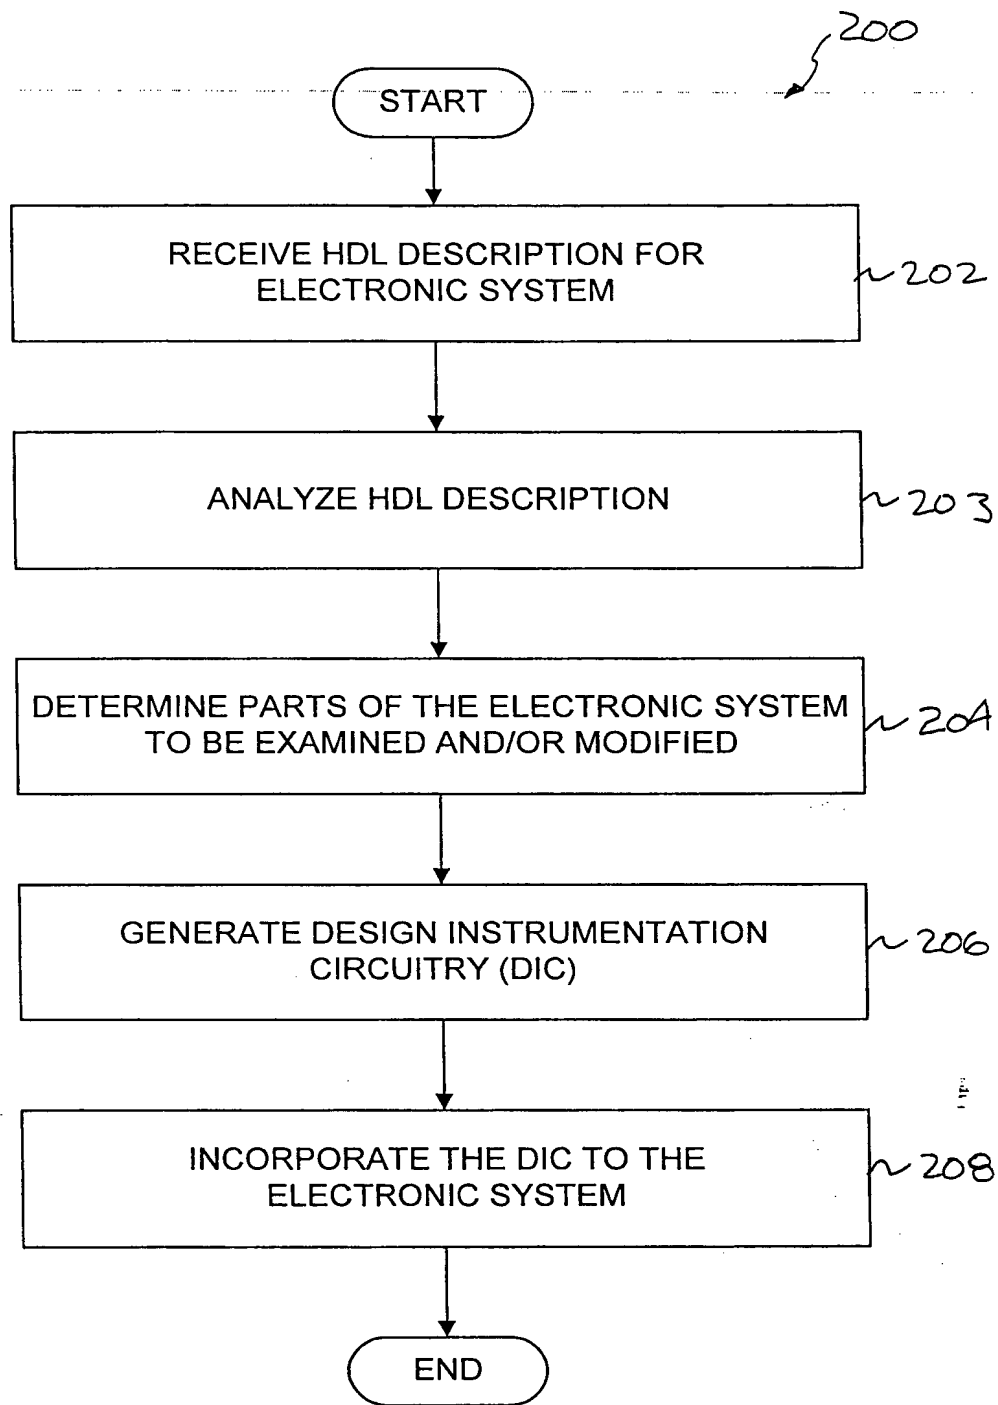 200
START
RECEIVE HDL DESCRIPTION FOR
ELECTRONIC SYSTEM
202
ANALYZE HDL DESCRIPTION
203
DETERMINE PARTS OF THE ELECTRONIC SYSTEM
TO BE EXAMINED AND/OR MODIFIED
204
GENERATE DESIGN INSTRUMENTATION
CIRCUITRY (DIC)
206
INCORPORATE THE DIC TO THE
ELECTRONIC SYSTEM
208
END